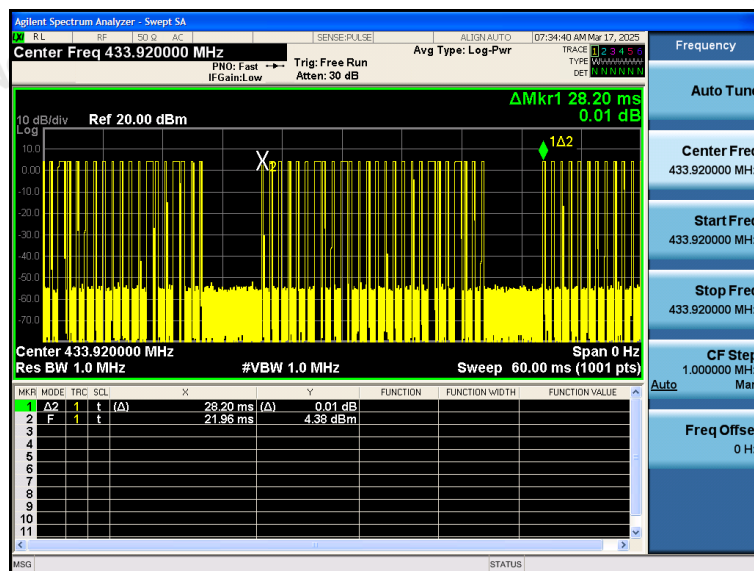 Agilent Spectrum Analyzer - Swept SA
LXI RL RF 50 Ω AC SENSE:PULSE ALIGN AUTO 07:34:40 AM Mar 17, 2025
Center Freq 433.920000 MHz
PNO: Fast
IFGain:Low
Trig: Free Run
Atten: 30 dB
Avg Type: Log-Pwr
TRACE 1 2 3 4 5 6
TYPE
DET N N N N N N
ΔMkr1 28.20 ms
0.01 dB
10 dB/div Ref 20.00 dBm
Log
10.0
0.00
-10.0
-20.0
-30.0
-40.0
-50.0
-60.0
-70.0
X2
1Δ2
Center 433.920000 MHz Span 0 Hz
Res BW 1.0 MHz #VBW 1.0 MHz Sweep 60.00 ms (1001 pts)
MKR MODE TRC SCL X Y FUNCTION FUNCTION WIDTH FUNCTION VALUE
1 Δ2 1 t (Δ) 28.20 ms (Δ) 0.01 dB
2 F 1 t 21.96 ms 4.38 dBm
3
4
5
6
7
8
9
10
11
MSG STATUS
Frequency
Auto Tune
Center Freq
433.920000 MHz
Start Freq
433.920000 MHz
Stop Freq
433.920000 MHz
CF Step
1.000000 MHz
Auto Man
Freq Offset
0 Hz